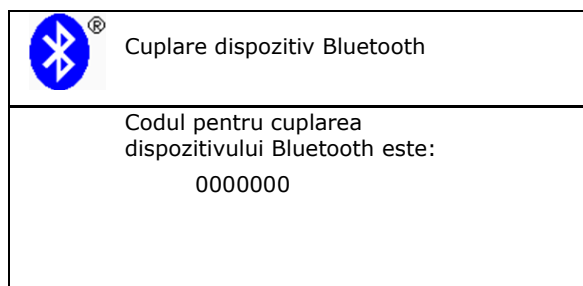 ®
Cuplare dispozitiv Bluetooth
Codul pentru cuplarea
dispozitivului Bluetooth este:
0000000